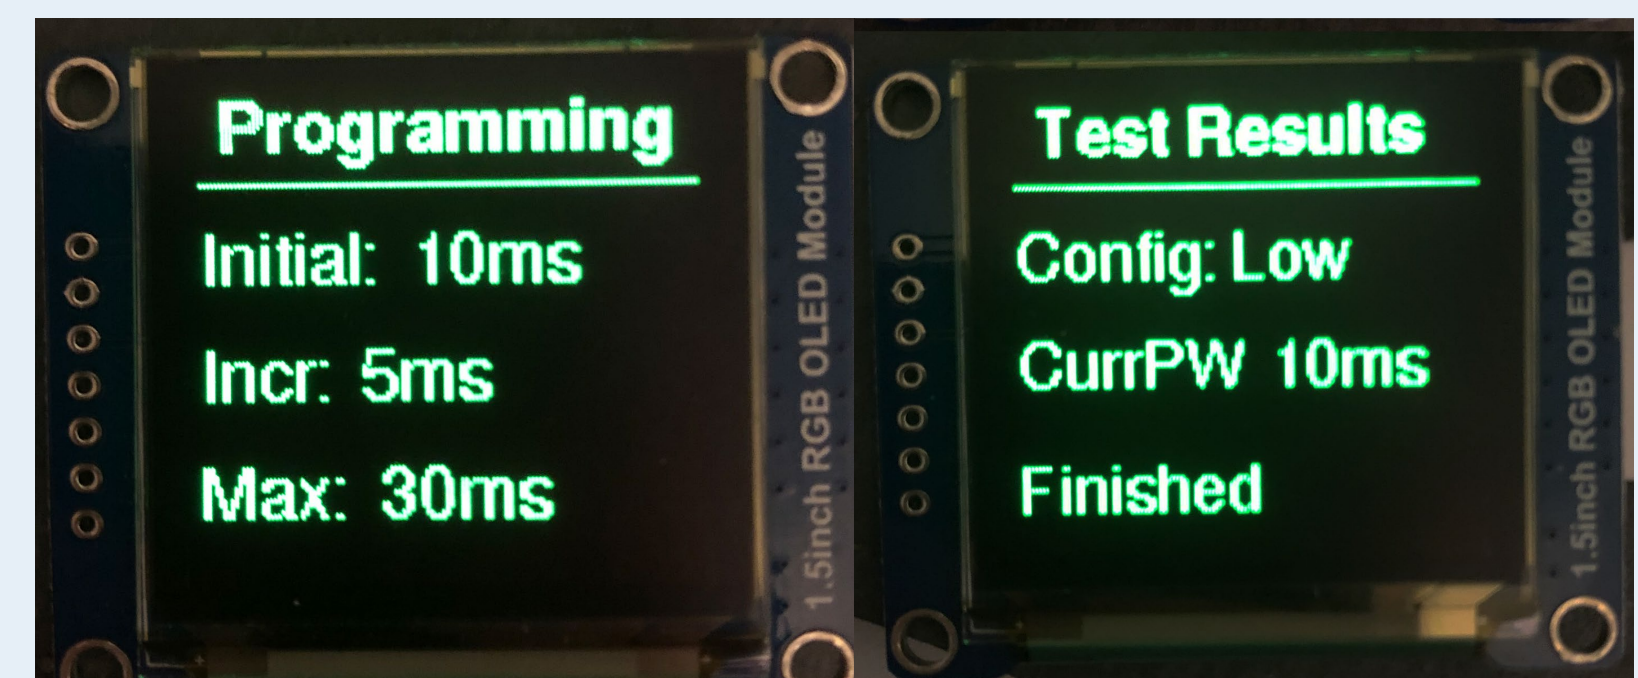 Programming
Initial: 10ms
Incr: 5ms
Max: 30ms
1.5inch RGB OLED Module
Test Results
Config: Low
CurrPW 10ms
Finished
1.5inch RGB OLED Module